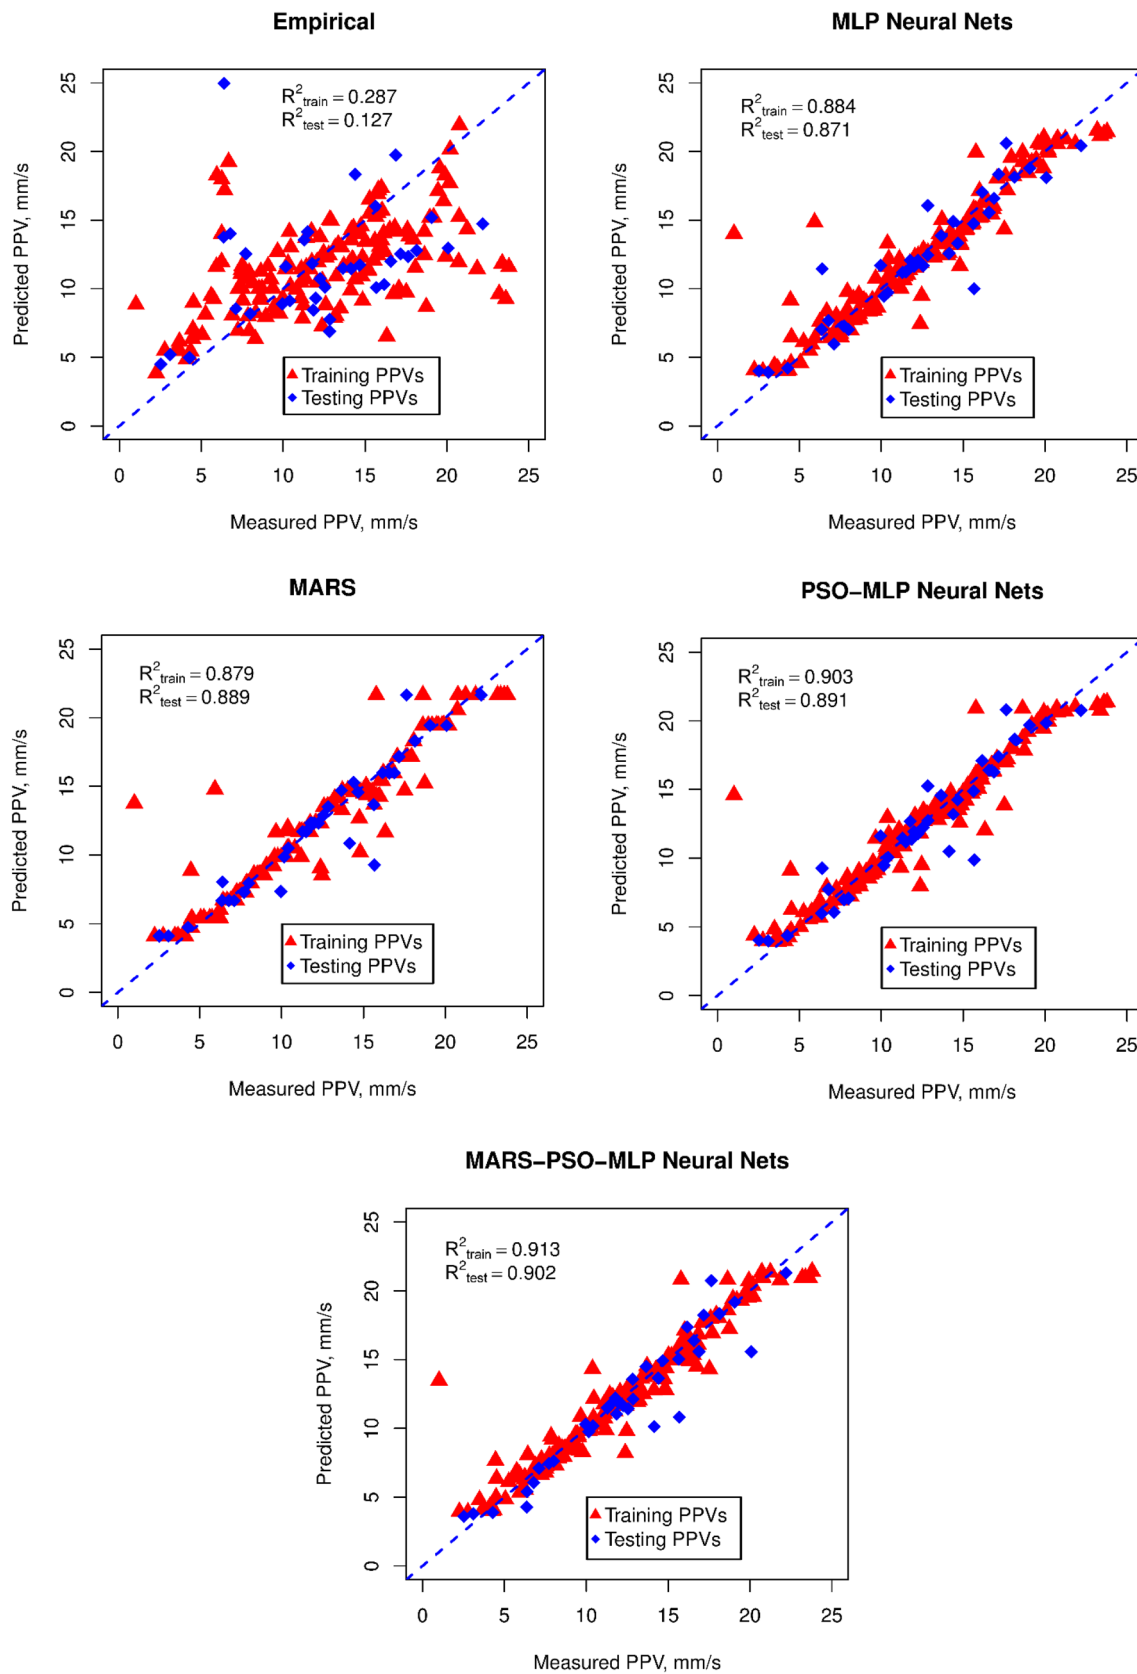 Empirical
25
20
15
10
5
0
Predicted PPV, mm/s
R²train = 0.287
R²test = 0.127
Training PPVs
Testing PPVs
0 5 10 15 20 25
Measured PPV, mm/s
MLP Neural Nets
25
20
15
10
5
0
Predicted PPV, mm/s
R²train = 0.884
R²test = 0.871
Training PPVs
Testing PPVs
0 5 10 15 20 25
Measured PPV, mm/s
MARS
25
20
15
10
5
0
Predicted PPV, mm/s
R²train = 0.879
R²test = 0.889
Training PPVs
Testing PPVs
0 5 10 15 20 25
Measured PPV, mm/s
PSO−MLP Neural Nets
25
20
15
10
5
0
Predicted PPV, mm/s
R²train = 0.903
R²test = 0.891
Training PPVs
Testing PPVs
0 5 10 15 20 25
Measured PPV, mm/s
MARS−PSO−MLP Neural Nets
25
20
15
10
5
0
Predicted PPV, mm/s
R²train = 0.913
R²test = 0.902
Training PPVs
Testing PPVs
0 5 10 15 20 25
Measured PPV, mm/s